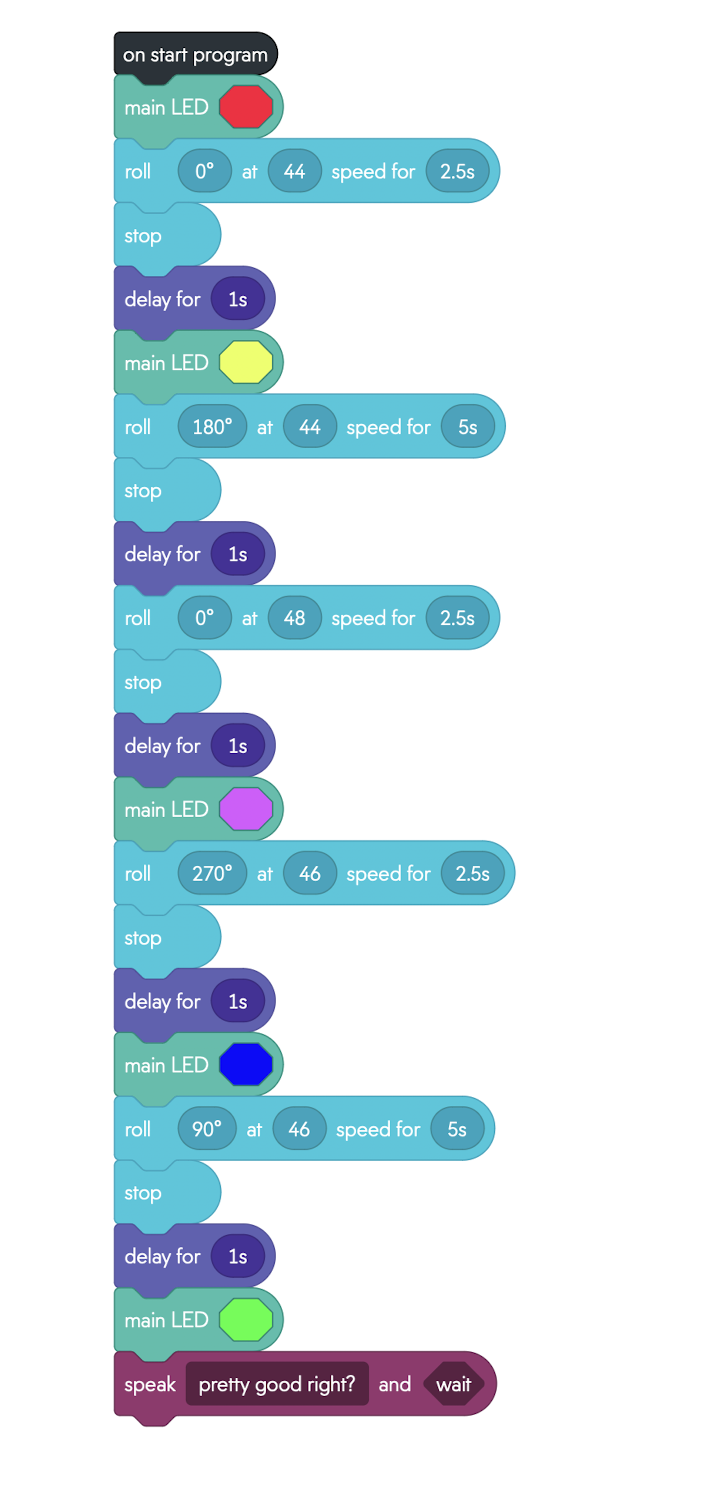 on start program
main LED
roll 0° at 44 speed for 2.5s
stop
delay for 1s
main LED
roll 180° at 44 speed for 5s
stop
delay for 1s
roll 0° at 48 speed for 2.5s
stop
delay for 1s
main LED
roll 270° at 46 speed for 2.5s
stop
delay for 1s
main LED
roll 90° at 46 speed for 5s
stop
delay for 1s
main LED
speak pretty good right? and wait